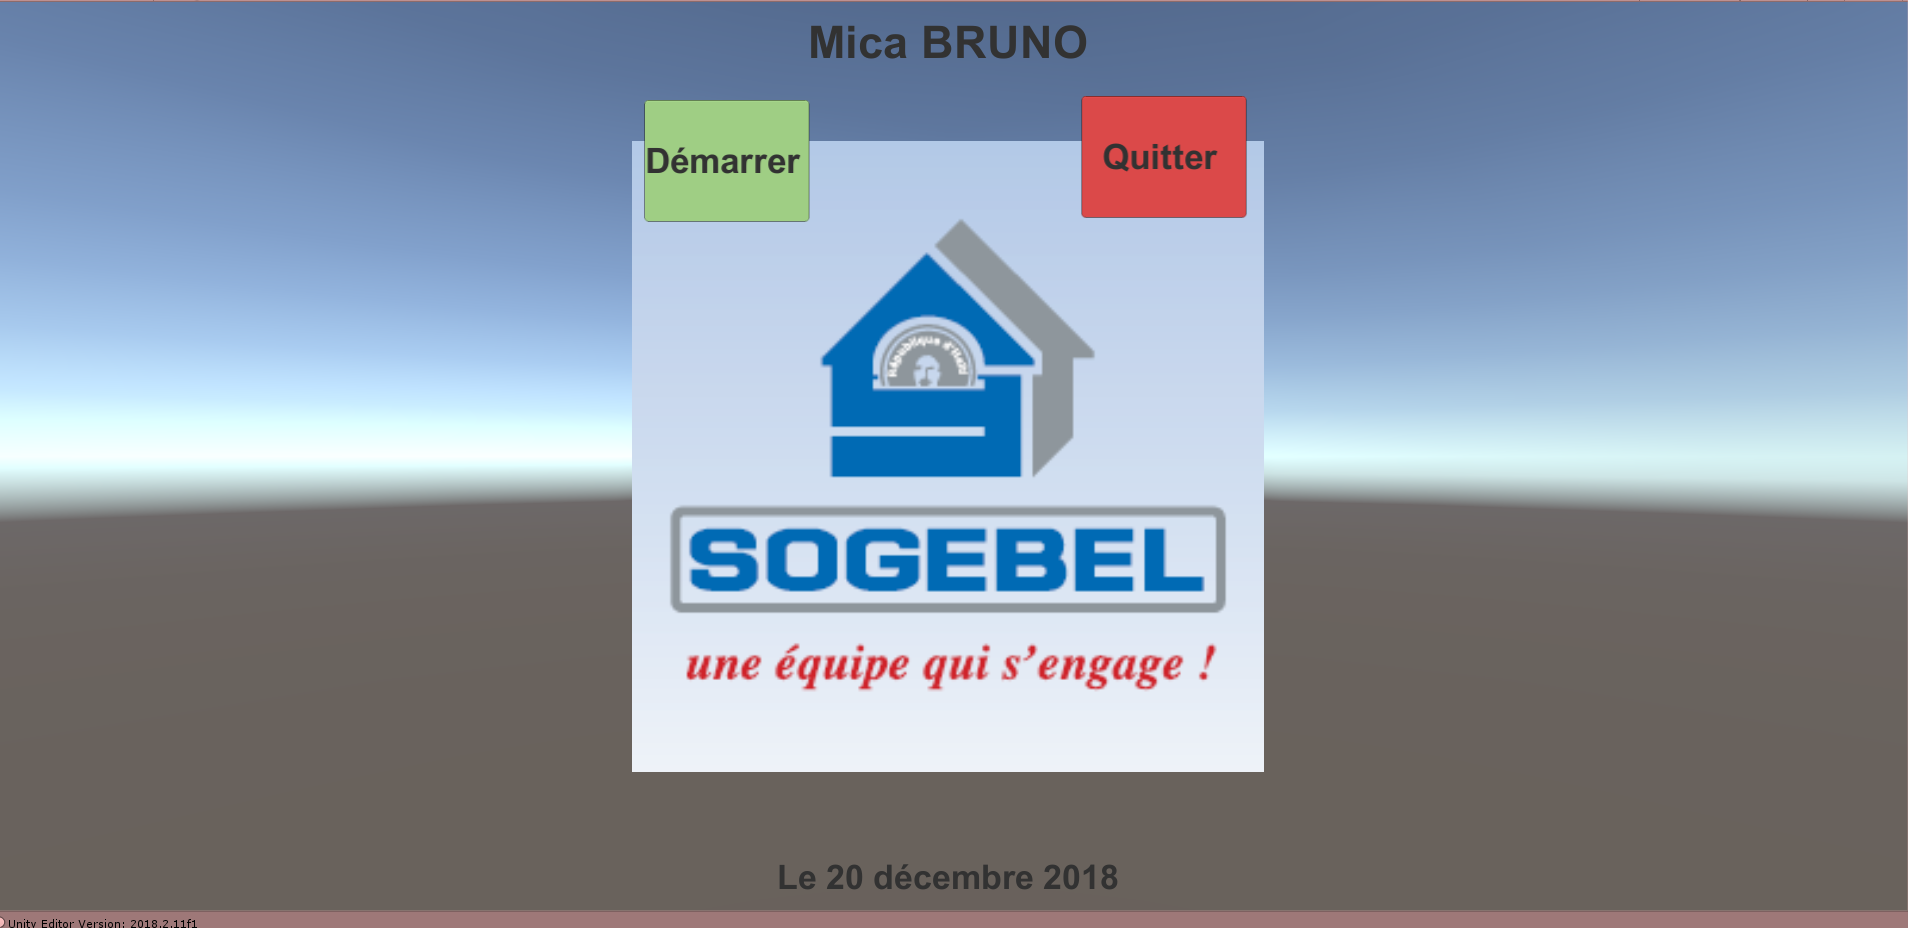 Mica BRUNO
Démarrer
Quitter
République d'Haïti
SOGEBEL
une équipe qui s'engage !
Le 20 décembre 2018
Unity Editor Version: 2018.2.11f1